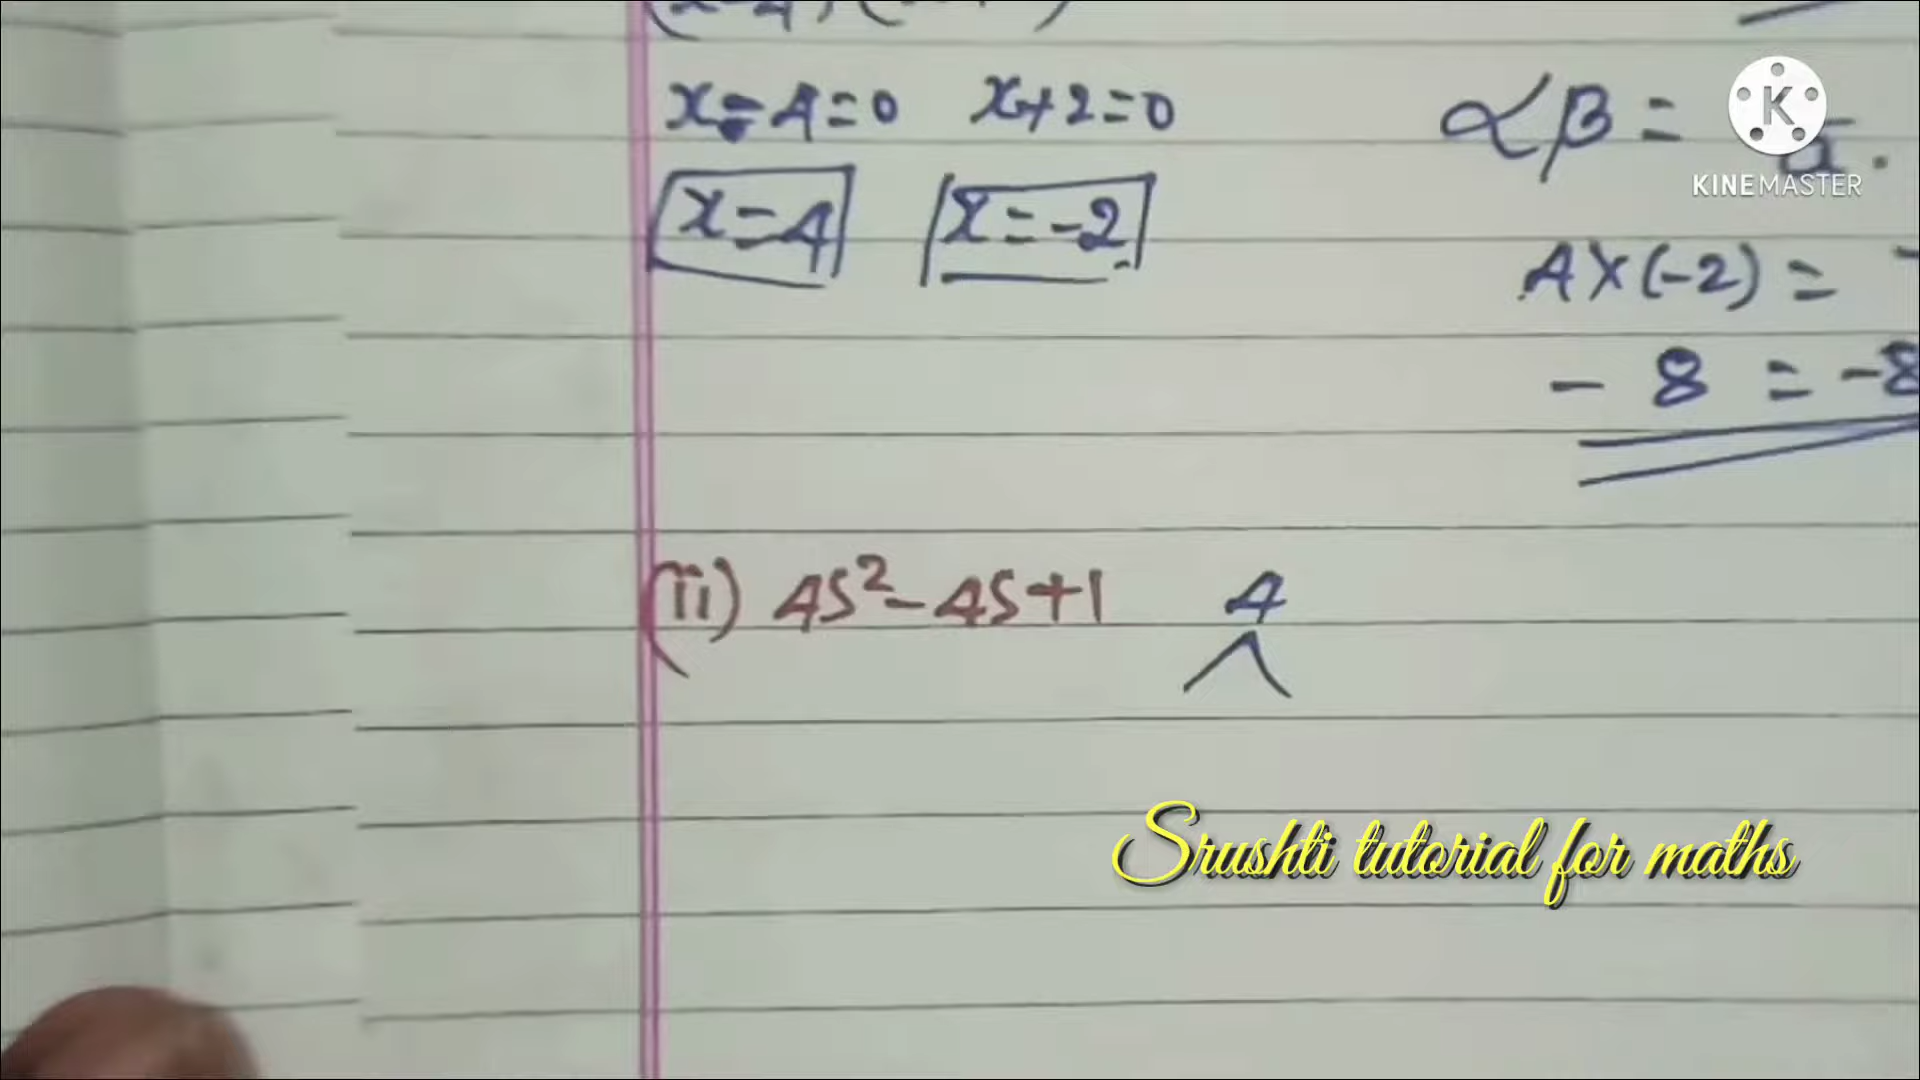 x-4=0 x+2=0
αβ =
KINEMASTER
x=4 x=-2
4×(-2) = -
-8 = -8
(ii) 4s²-4s+1 4
Srushti tutorial for maths